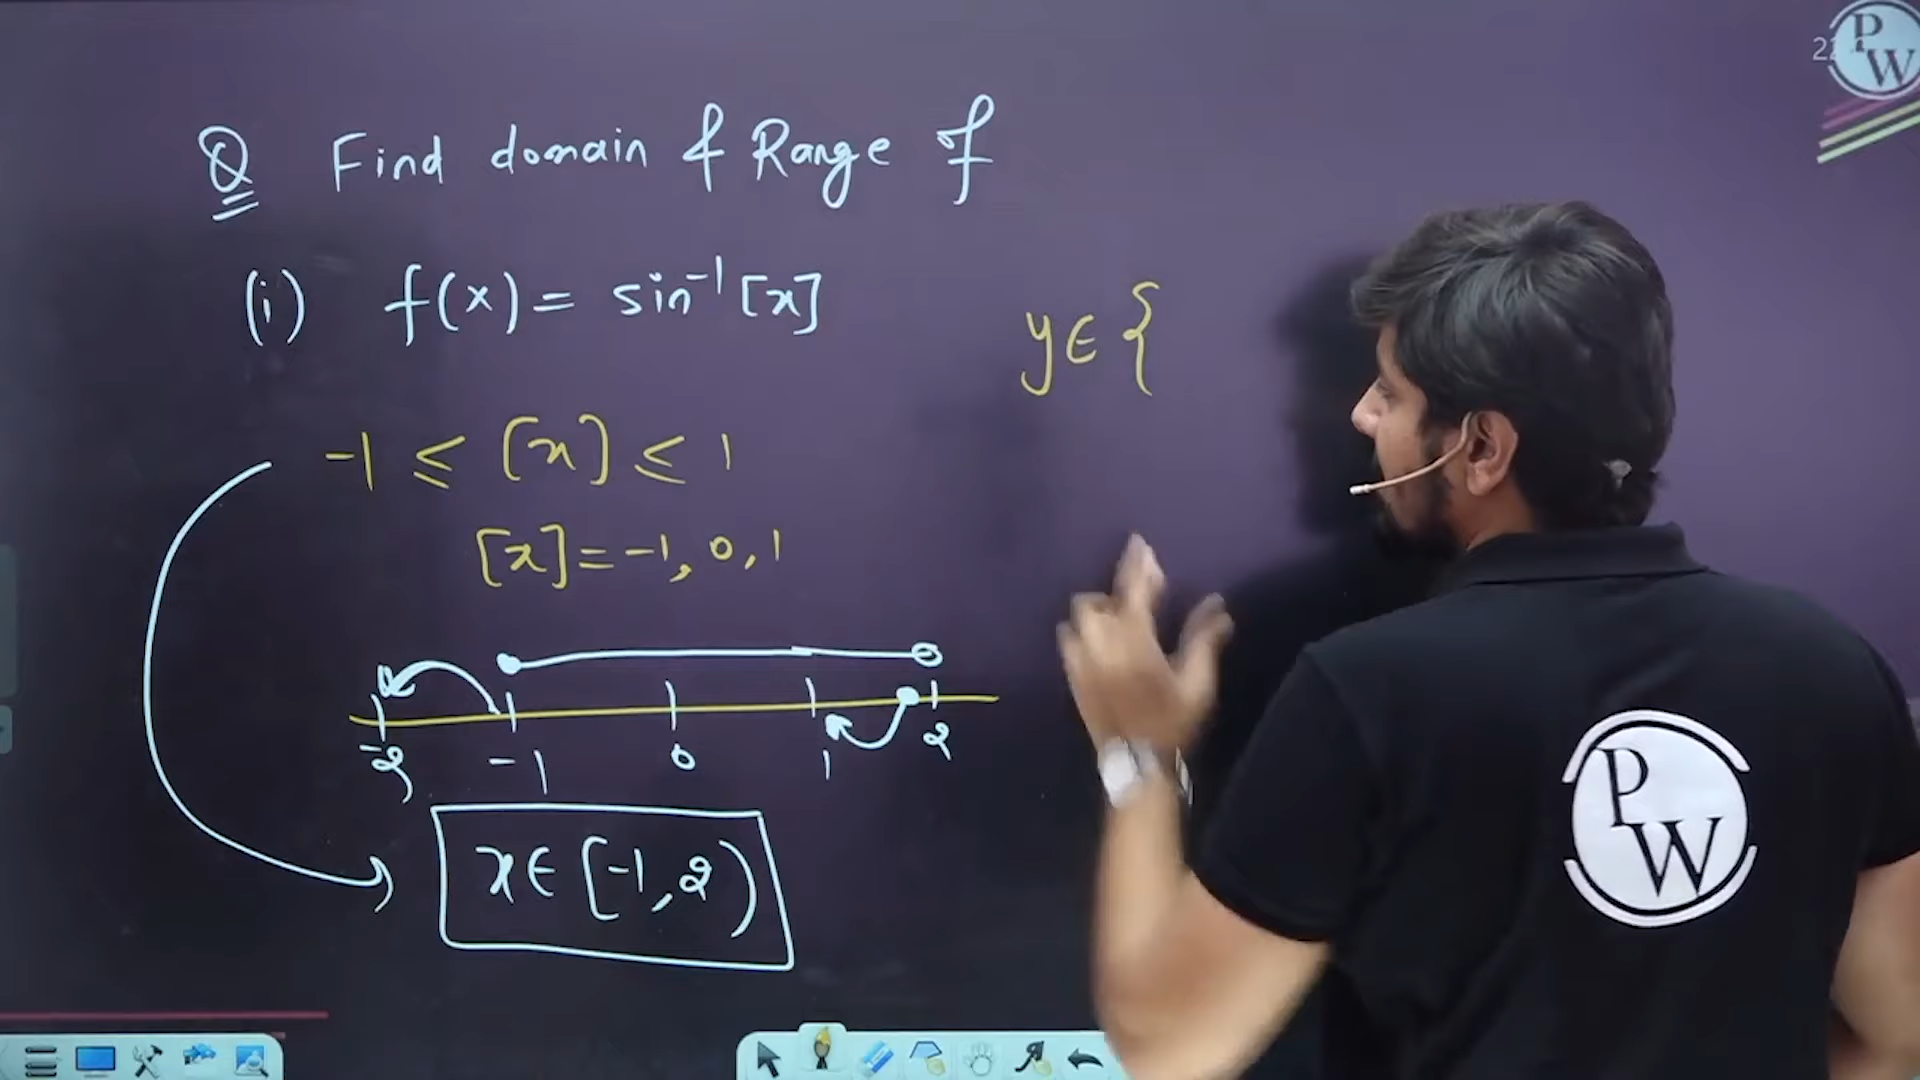 Q Find domain & Range of
(i) f(x) = sin⁻¹ [x]
-1 ≤ [x] ≤ 1
[x] = -1, 0, 1
-2 -1 0 1 2
x ∈ [-1, 2)
y ∈ {
PW
PW